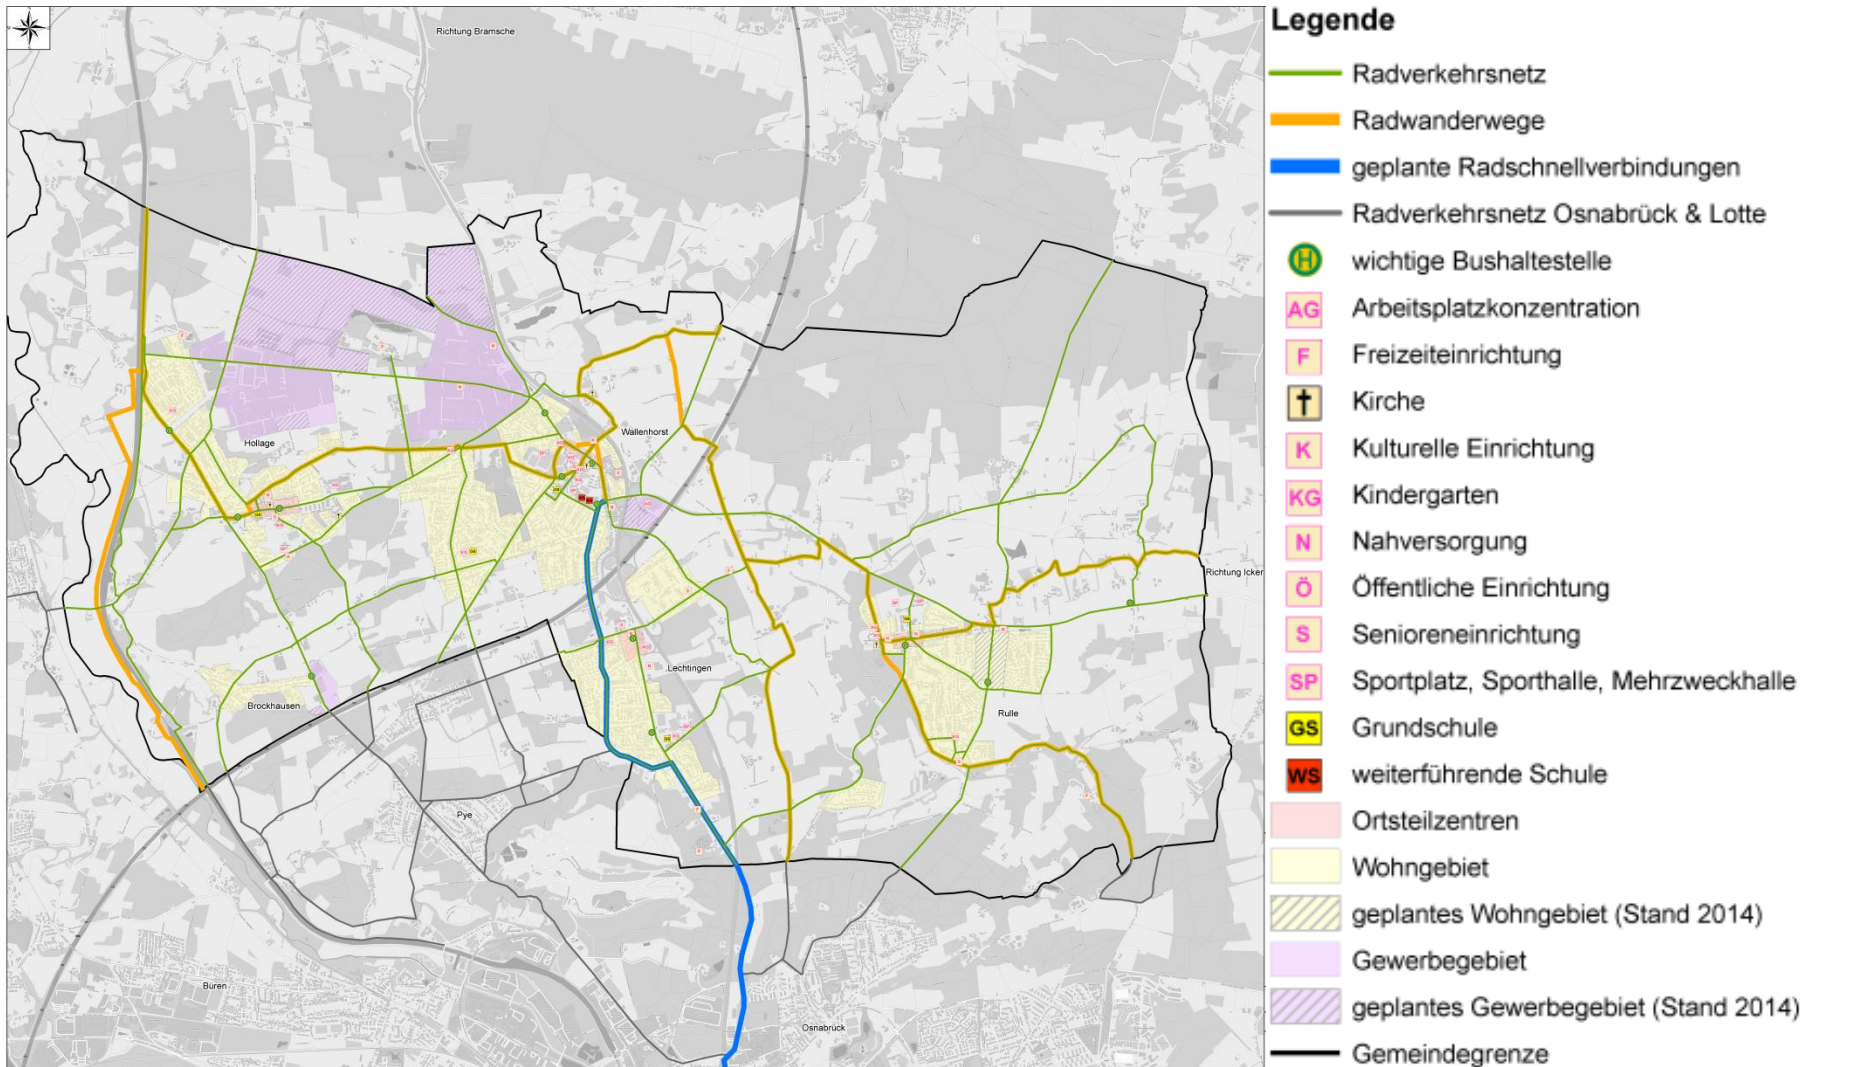 Richtung Bramsche
Wallenhorst
Hollage
Richtung Icker
Lechtingen
Brockhausen
Rulle
Pye
Büren
Osnabrück
Legende
Radverkehrsnetz
Radwanderwege
geplante Radschnellverbindungen
Radverkehrsnetz Osnabrück & Lotte
H wichtige Bushaltestelle
AG Arbeitsplatzkonzentration
F Freizeiteinrichtung
Kirche
K Kulturelle Einrichtung
KG Kindergarten
N Nahversorgung
Ö Öffentliche Einrichtung
S Senioreneinrichtung
SP Sportplatz, Sporthalle, Mehrzweckhalle
GS Grundschule
WS weiterführende Schule
Ortsteilzentren
Wohngebiet
geplantes Wohngebiet (Stand 2014)
Gewerbegebiet
geplantes Gewerbegebiet (Stand 2014)
Gemeindegrenze